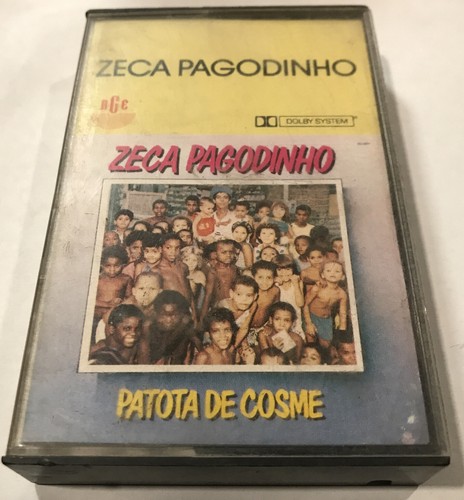 ZECA PAGODINHO
RGE
DOLBY SYSTEM
ZECA PAGODINHO
PATOTA DE COSME